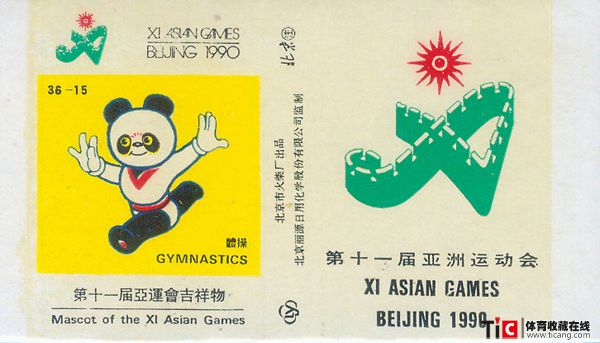 XI ASIAN GAMES
BEIJING 1990
36-15
體操
GYMNASTICS
第十一届亞運會吉祥物
Mascot of the XI Asian Games
北京
北京市火柴厂出品
北京丽源日用化学股份有限公司监制
第十一届亚洲运动会
XI ASIAN GAMES
BEIJING 1990
TiC 体育收藏在线
www.ticang.com